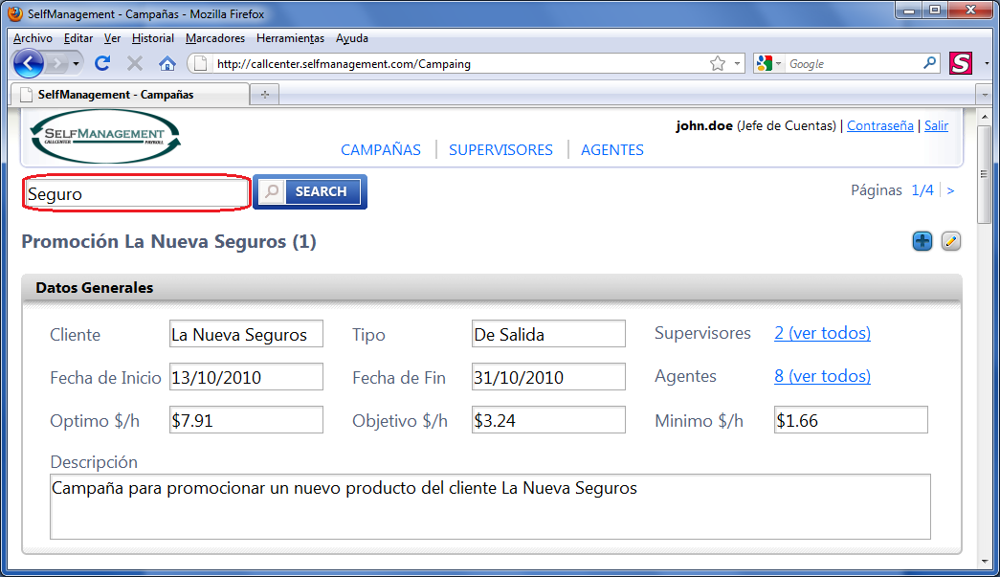 SelfManagement - Campañas - Mozilla Firefox
Archivo Editar Ver Historial Marcadores Herramientas Ayuda
http://callcenter.selfmanagement.com/Campaing Google S
SelfManagement - Campañas
SELFMANAGEMENT
CALLCENTER PAYROLL
john.doe (Jefe de Cuentas) | Contraseña | Salir
CAMPAÑAS SUPERVISORES AGENTES
Seguro SEARCH Páginas 1/4 >
Promoción La Nueva Seguros (1)
Datos Generales
Cliente La Nueva Seguros Tipo De Salida Supervisores 2 (ver todos)
Fecha de Inicio 13/10/2010 Fecha de Fin 31/10/2010 Agentes 8 (ver todos)
Optimo $/h $7.91 Objetivo $/h $3.24 Minimo $/h $1.66
Descripción
Campaña para promocionar un nuevo producto del cliente La Nueva Seguros